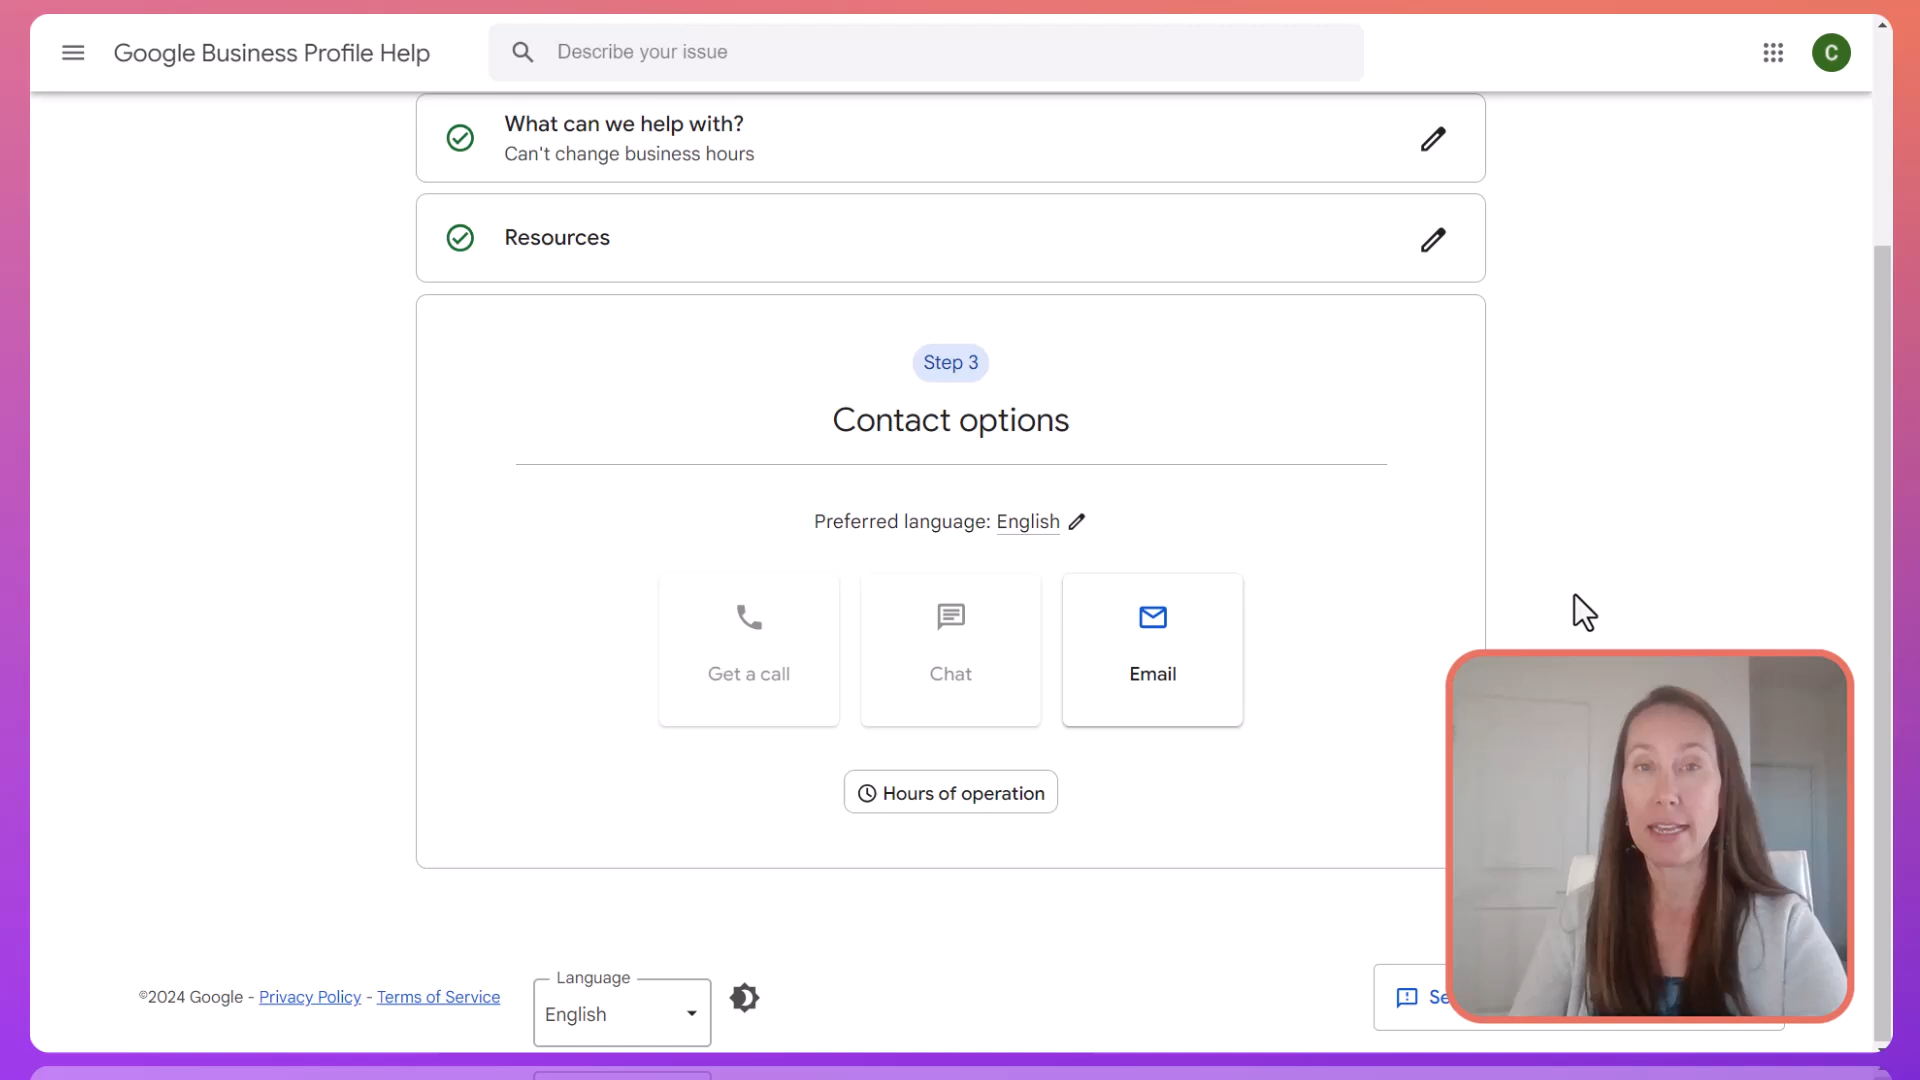 Google Business Profile Help
Describe your issue
C
What can we help with?
Can't change business hours
Resources
Step 3
Contact options
Preferred language: English
Get a call
Chat
Email
Hours of operation
©2024 Google - Privacy Policy - Terms of Service
Language
English
Se